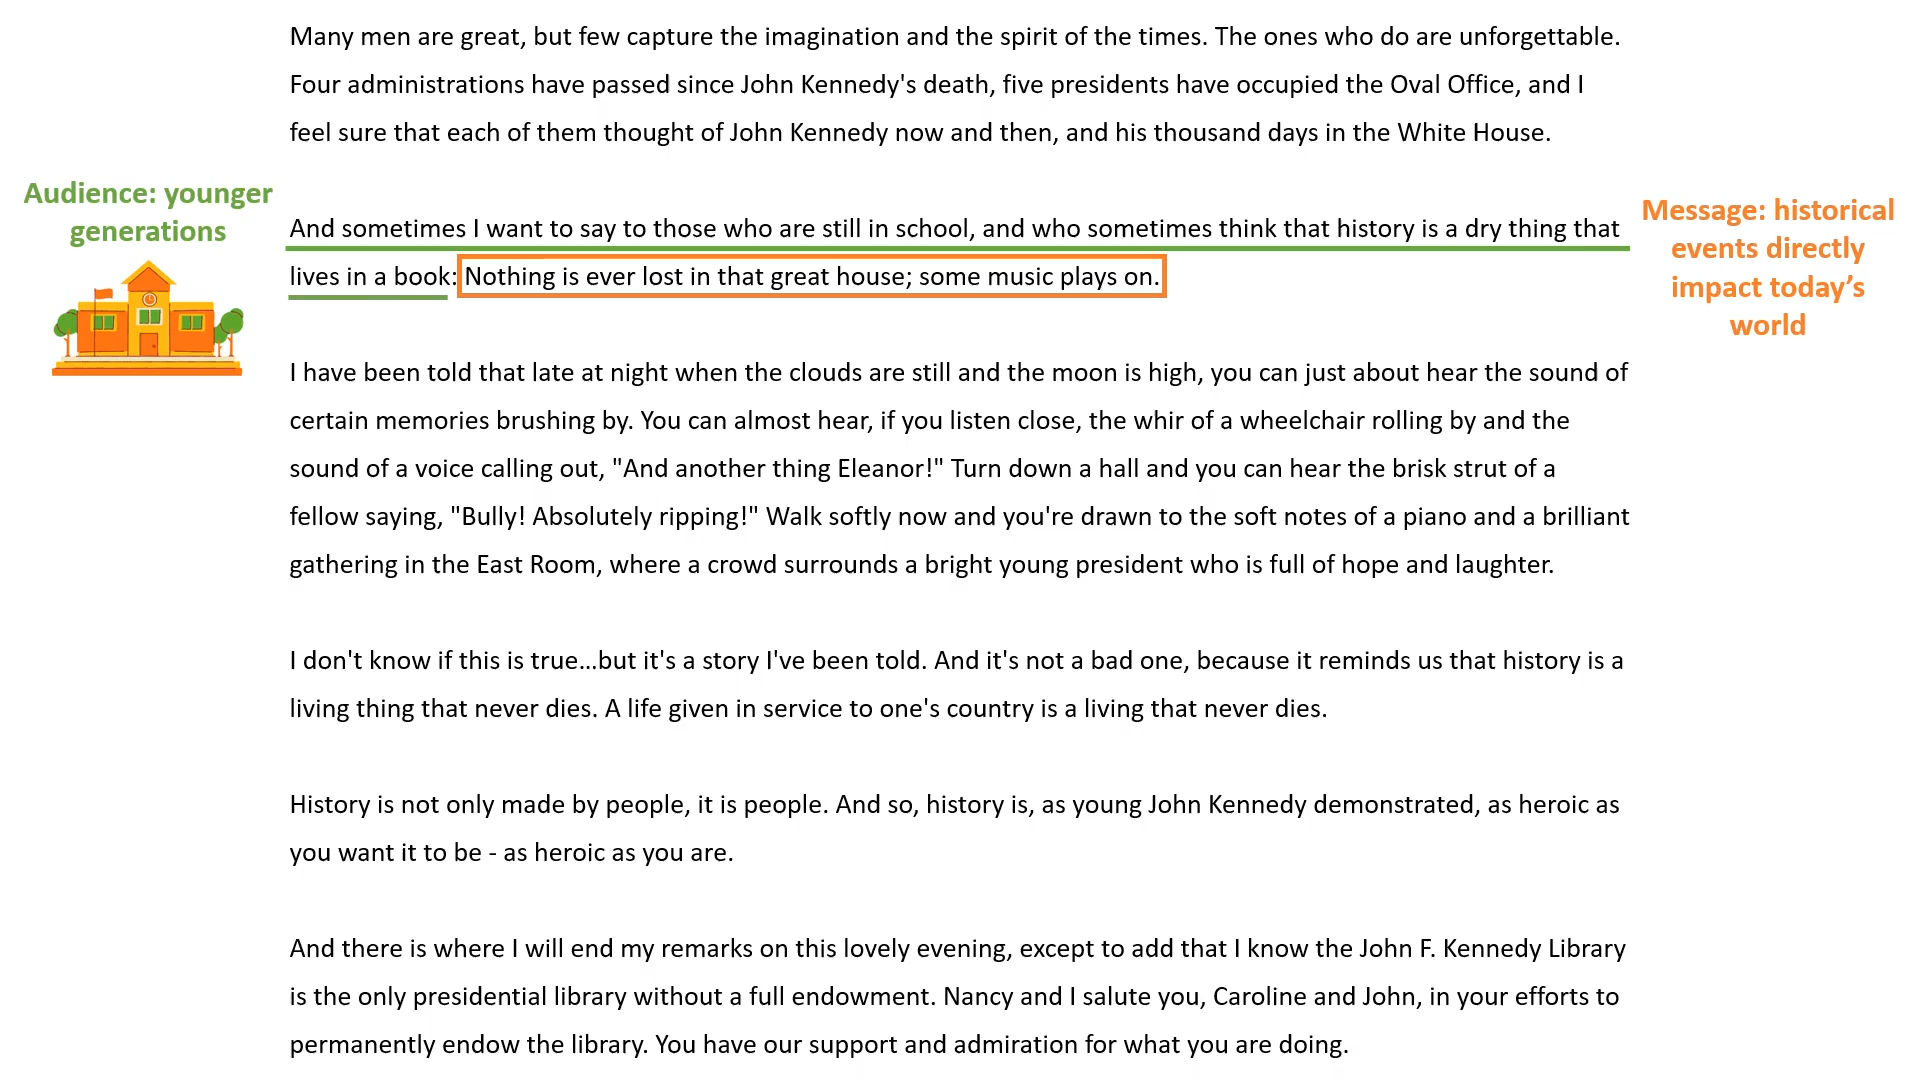 Many men are great, but few capture the imagination and the spirit of the times. The ones who do are unforgettable.
Four administrations have passed since John Kennedy's death, five presidents have occupied the Oval Office, and I
feel sure that each of them thought of John Kennedy now and then, and his thousand days in the White House.
Audience: younger
generations
And sometimes I want to say to those who are still in school, and who sometimes think that history is a dry thing that
lives in a book: Nothing is ever lost in that great house; some music plays on.
Message: historical
events directly
impact today’s
world
I have been told that late at night when the clouds are still and the moon is high, you can just about hear the sound of
certain memories brushing by. You can almost hear, if you listen close, the whir of a wheelchair rolling by and the
sound of a voice calling out, "And another thing Eleanor!" Turn down a hall and you can hear the brisk strut of a
fellow saying, "Bully! Absolutely ripping!" Walk softly now and you're drawn to the soft notes of a piano and a brilliant
gathering in the East Room, where a crowd surrounds a bright young president who is full of hope and laughter.
I don't know if this is true…but it's a story I've been told. And it's not a bad one, because it reminds us that history is a
living thing that never dies. A life given in service to one's country is a living that never dies.
History is not only made by people, it is people. And so, history is, as young John Kennedy demonstrated, as heroic as
you want it to be - as heroic as you are.
And there is where I will end my remarks on this lovely evening, except to add that I know the John F. Kennedy Library
is the only presidential library without a full endowment. Nancy and I salute you, Caroline and John, in your efforts to
permanently endow the library. You have our support and admiration for what you are doing.